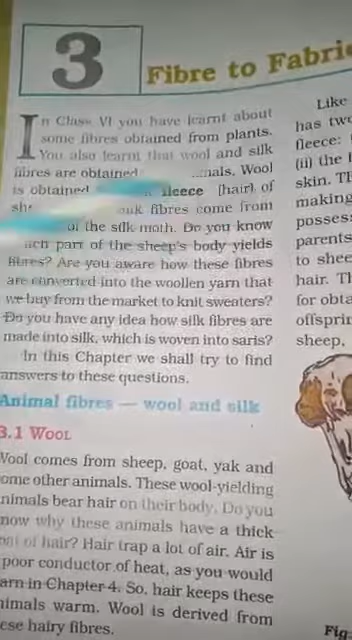 3
Fibre to Fabric
In Class VI you have learnt about
some fibres obtained from plants.
You also learnt that wool and silk
fibres are obtained Wool
is obtained fleece (hair) of
fibres come from
of the silk moth. Do you know
part of the sheep's body yields
fibres? Are you aware how these fibres
are converted into the woollen yarn that
we buy from the market to knit sweaters?
Do you have any idea how silk fibres are
made into silk, which is woven into saris?
In this Chapter we shall try to find
answers to these questions.
Animal fibres — wool and silk
3.1 WOOL
Wool comes from sheep, goat, yak and
some other animals. These wool-yielding
animals bear hair on their body. Do you
know why these animals have a thick
coat of hair? Hair trap a lot of air. Air is
poor conductor of heat, as you would
learn in Chapter 4. So, hair keeps these
animals warm. Wool is derived from
these hairy fibres.
Like
has two
fleece:
(ii) the
skin. Th
making
possess
parents
to shee
hair. Th
for obta
offsprin
sheep,
Fig